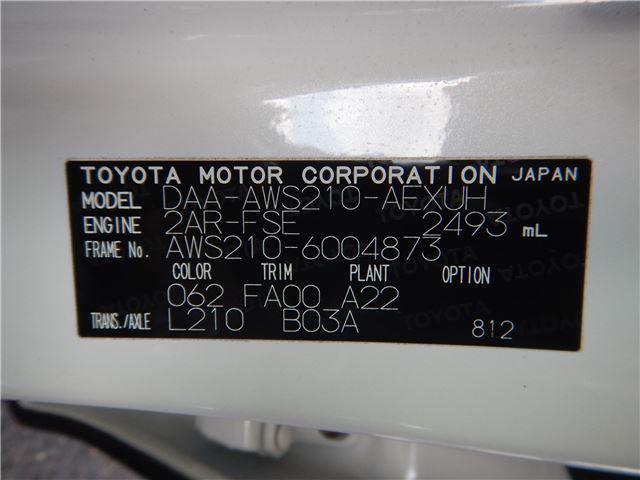 TOYOTA MOTOR CORPORATION JAPAN
MODEL DAA-AWS210-AEXUH
ENGINE 2AR-FSE 2493 mL
FRAME No. AWS210-6004873
COLOR TRIM PLANT OPTION
062 FA00 A22
TRANS./AXLE L210 B03A 812